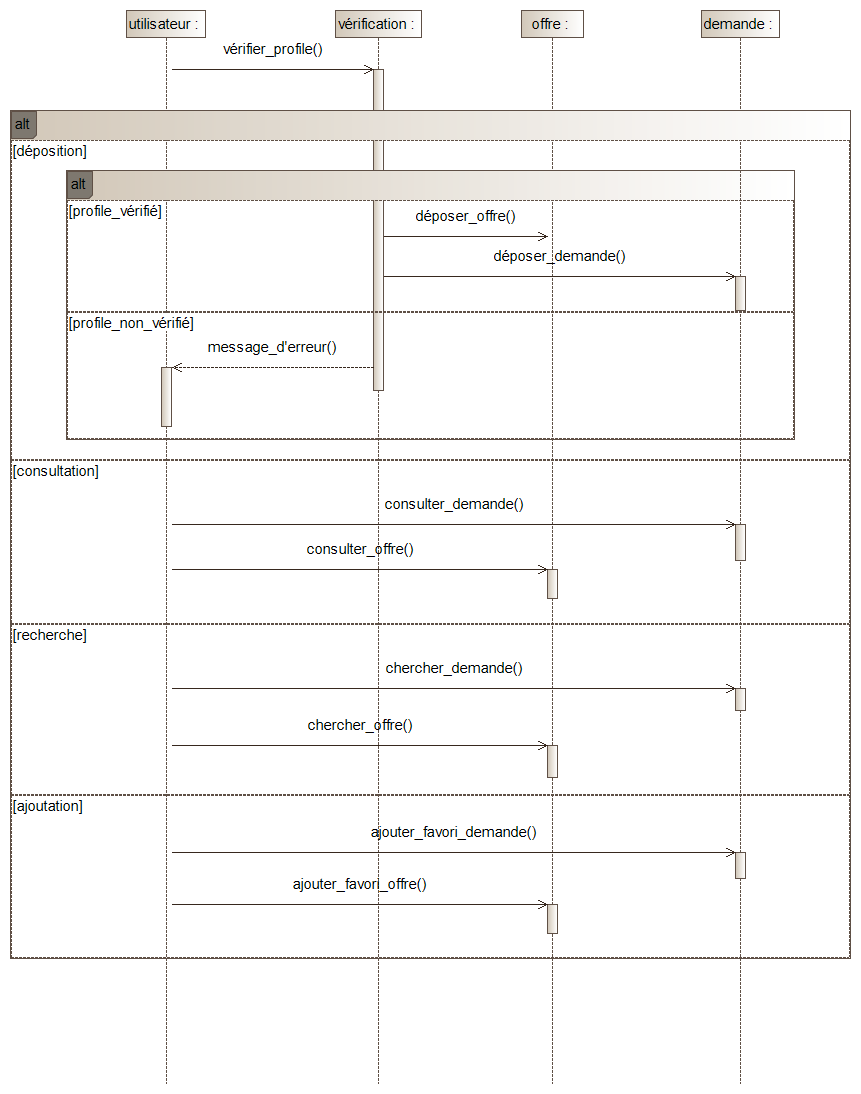 utilisateur :
vérification :
offre :
demande :
vérifier_profile()
alt
[déposition]
alt
[profile_vérifié]
déposer_offre()
déposer_demande()
[profile_non_vérifié]
message_d'erreur()
[consultation]
consulter_demande()
consulter_offre()
[recherche]
chercher_demande()
chercher_offre()
[ajoutation]
ajouter_favori_demande()
ajouter_favori_offre()